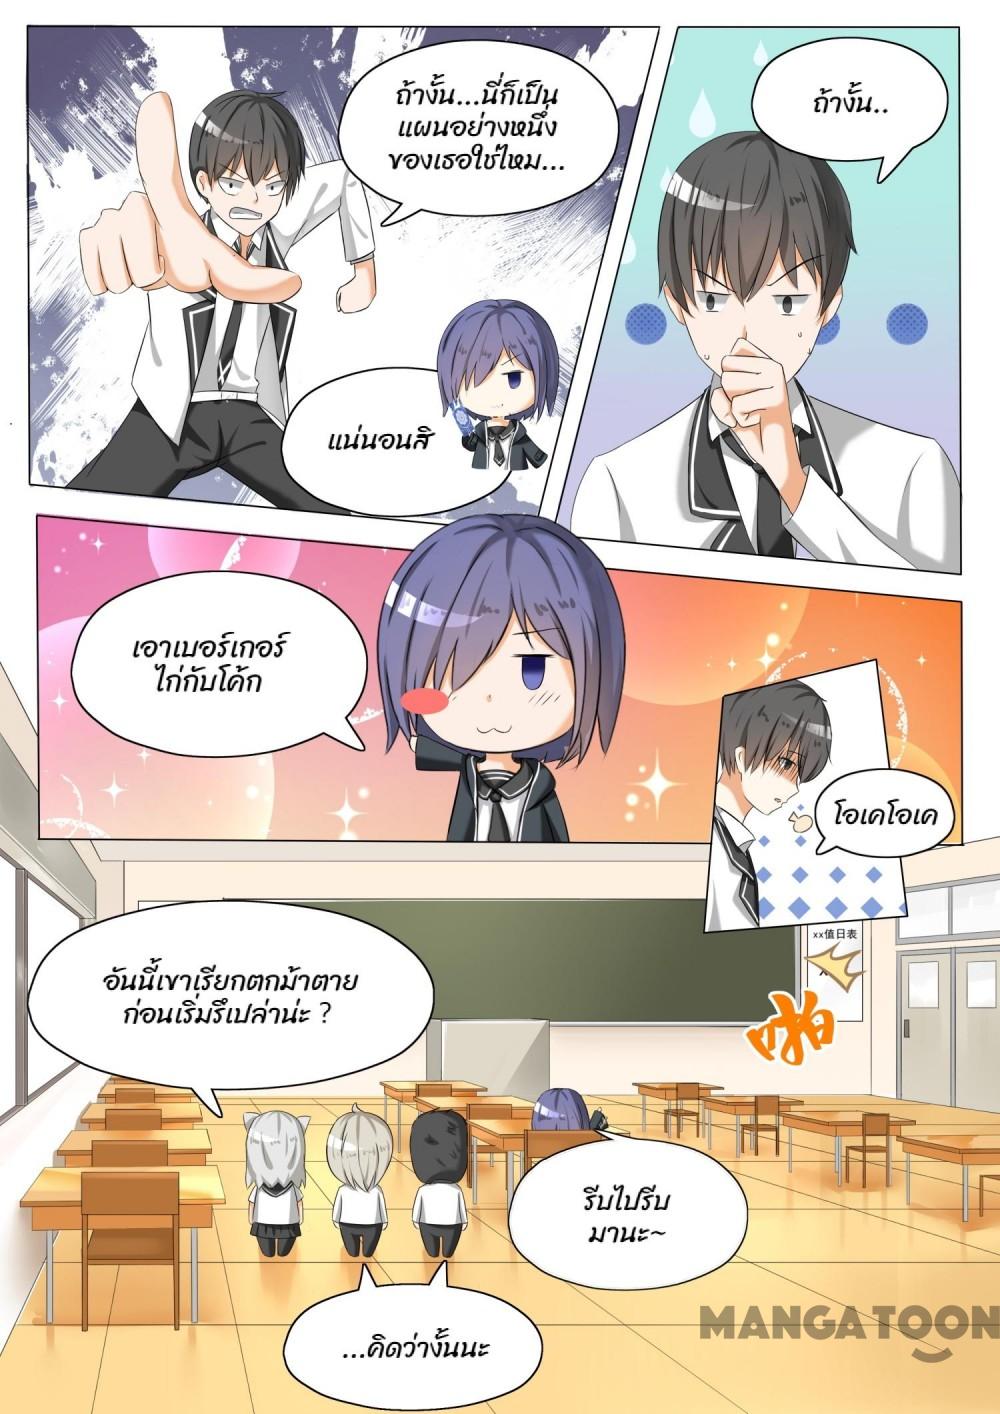 ถ้างั้น...นี่ก็เป็น
แผนอย่างหนึ่ง
ของเธอใช่ไหม...
ถ้างั้น..
แน่นอนสิ
เอาเบอร์เกอร์
ไก่กับโค้ก
โอเคโอเค
xx值日表
อันนี้เขาเรียกตกม้าตาย
ก่อนเริ่มรึเปล่าน่ะ ?
啪
รีบไปรีบ
มานะ~
...คิดว่างั้นนะ
MANGATOON